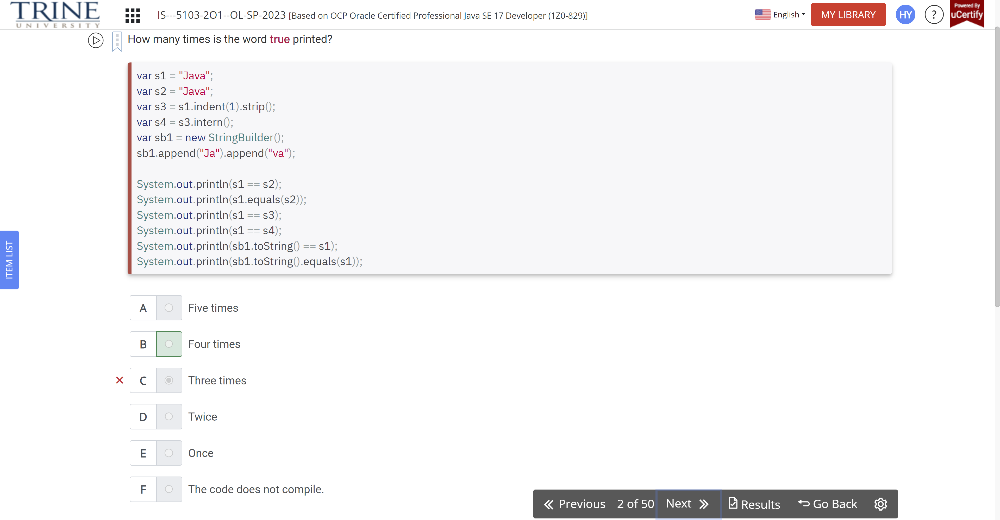 TRINE
UNIVERSITY
IS---5103-2O1--OL-SP-2023 [Based on OCP Oracle Certified Professional Java SE 17 Developer (1Z0-829)]
English
MY LIBRARY
HY
?
Powered By
uCertify
How many times is the word true printed?
var s1 = "Java";
var s2 = "Java";
var s3 = s1.indent(1).strip();
var s4 = s3.intern();
var sb1 = new StringBuilder();
sb1.append("Ja").append("va");
System.out.println(s1 == s2);
System.out.println(s1.equals(s2));
System.out.println(s1 == s3);
System.out.println(s1 == s4);
System.out.println(sb1.toString() == s1);
System.out.println(sb1.toString().equals(s1));
ITEM LIST
A Five times
B Four times
C Three times
D Twice
E Once
F The code does not compile.
Previous 2 of 50 Next Results Go Back